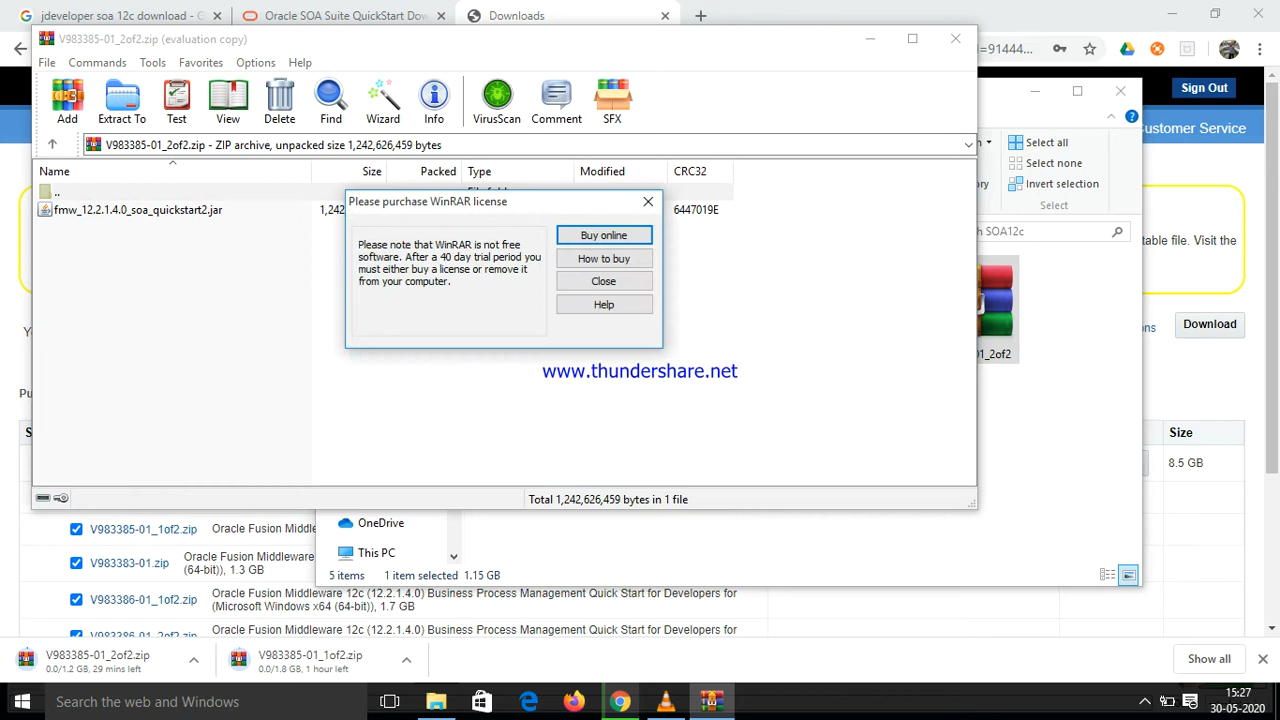 jdeveloper soa 12c download - G
Oracle SOA Suite QuickStart Dow
Downloads
=91444...
V983385-01_2of2.zip (evaluation copy)
File Commands Tools Favorites Options Help
Add Extract To Test View Delete Find Wizard Info VirusScan Comment SFX
V983385-01_2of2.zip - ZIP archive, unpacked size 1,242,626,459 bytes
Name Size Packed Type Modified CRC32
..
fmw_12.2.1.4.0_soa_quickstart2.jar 1,242 6447019E
Please purchase WinRAR license
Please note that WinRAR is not free
software. After a 40 day trial period you
must either buy a license or remove it
from your computer.
Buy online
How to buy
Close
Help
www.thundershare.net
Total 1,242,626,459 bytes in 1 file
Sign Out
ustomer Service
Select all
Select none
Invert selection
Select
SOA12c
table file. Visit the
Download
1_2of2
Size
8.5 GB
OneDrive
This PC
5 items 1 item selected 1.15 GB
V983385-01_1of2.zip Oracle Fusion Middle
V983383-01.zip Oracle Fusion Middle
(64-bit)), 1.3 GB
V983386-01_1of2.zip Oracle Fusion Middleware 12c (12.2.1.4.0) Business Process Management Quick Start for Developers for
(Microsoft Windows x64 (64-bit)), 1.7 GB
V983386-01_2of2.zip Oracle Fusion Middleware 12c (12.2.1.4.0) Business Process Management Quick Start for Developers for
V983385-01_2of2.zip
0.0/1.2 GB, 29 mins left
V983385-01_1of2.zip
0.0/1.8 GB, 1 hour left
Show all
Search the web and Windows
15:27
30-05-2020